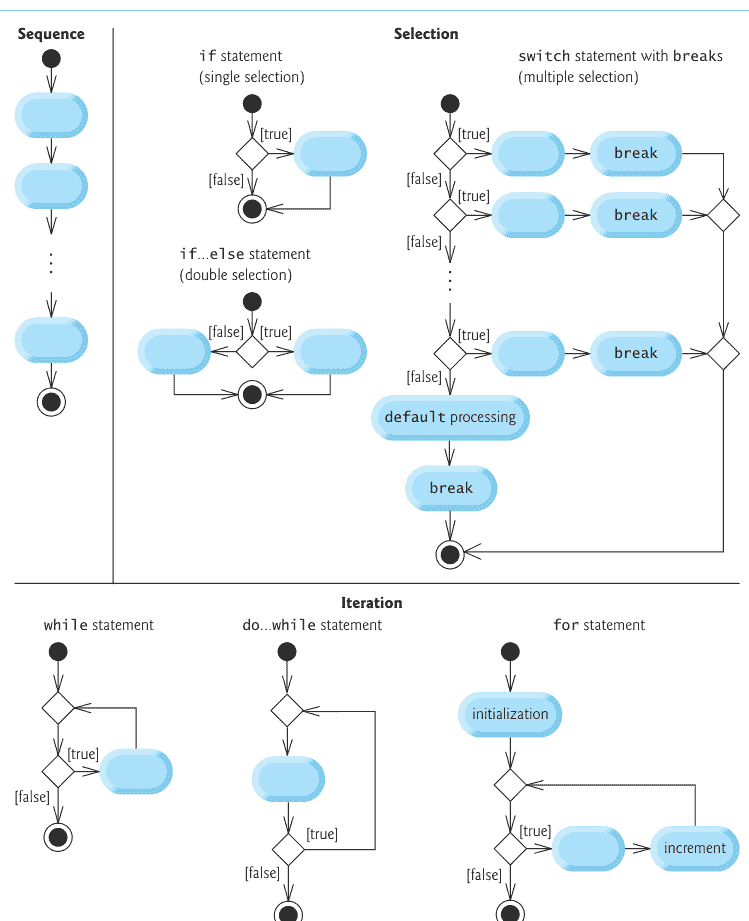 Sequence
Selection
if statement
(single selection)
[true]
[false]
if...else statement
(double selection)
[false]
[true]
switch statement with breaks
(multiple selection)
[true]
break
[false]
[true]
break
[false]
[true]
break
[false]
default processing
break
Iteration
while statement
[true]
[false]
do...while statement
[true]
[false]
for statement
initialization
[true]
increment
[false]